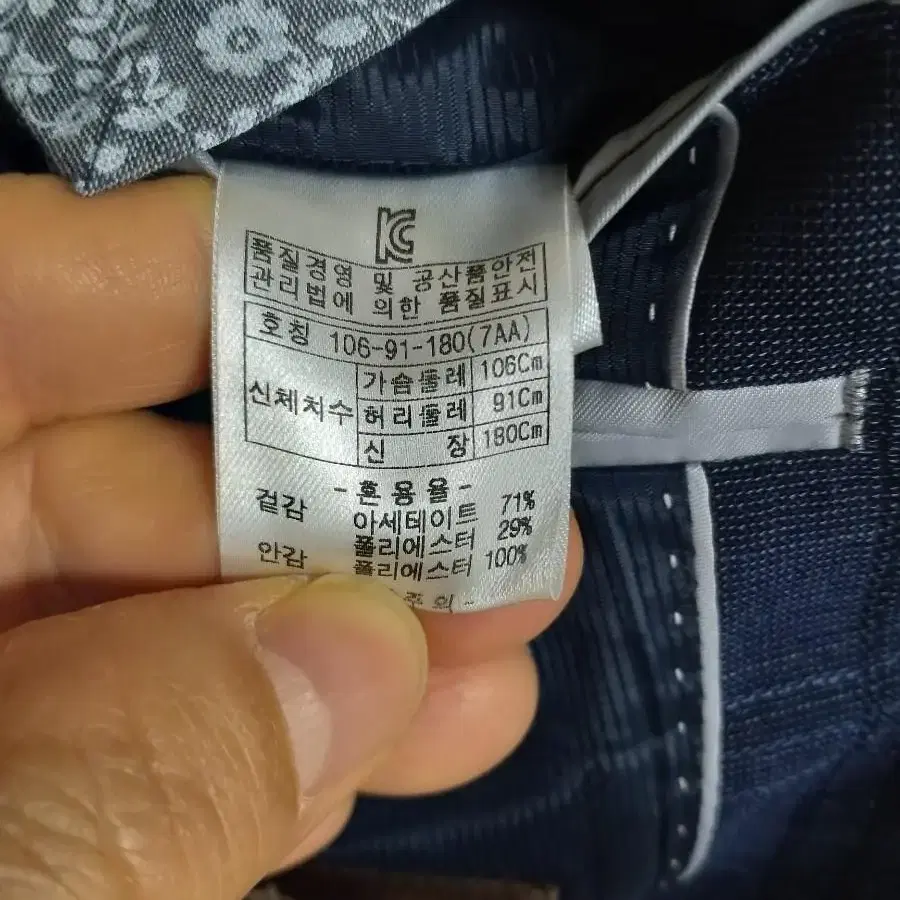 KC
품질경영 및 공산품안전
관리법에 의한 품질표시
호칭 106-91-180(7AA)
신체치수 가슴둘레 106Cm
허리둘레 91Cm
신 장 180Cm
-혼용율-
겉감 아세테이트 71%
폴리에스터 29%
안감 폴리에스터 100%
주의-